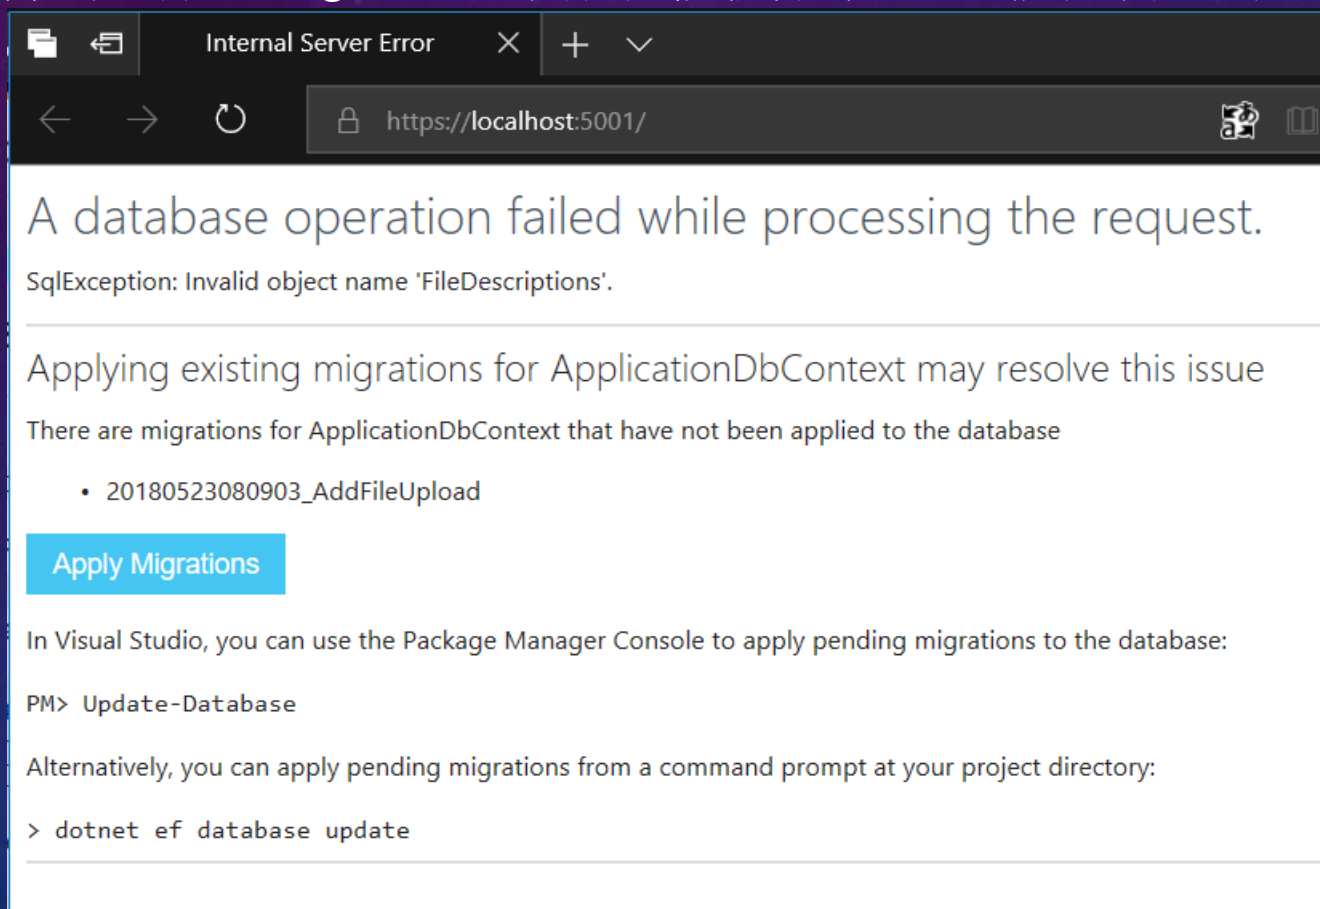 Internal Server Error
https://localhost:5001/
A database operation failed while processing the request.
SqlException: Invalid object name 'FileDescriptions'.
Applying existing migrations for ApplicationDbContext may resolve this issue
There are migrations for ApplicationDbContext that have not been applied to the database
• 20180523080903_AddFileUpload
Apply Migrations
In Visual Studio, you can use the Package Manager Console to apply pending migrations to the database:
PM> Update-Database
Alternatively, you can apply pending migrations from a command prompt at your project directory:
> dotnet ef database update